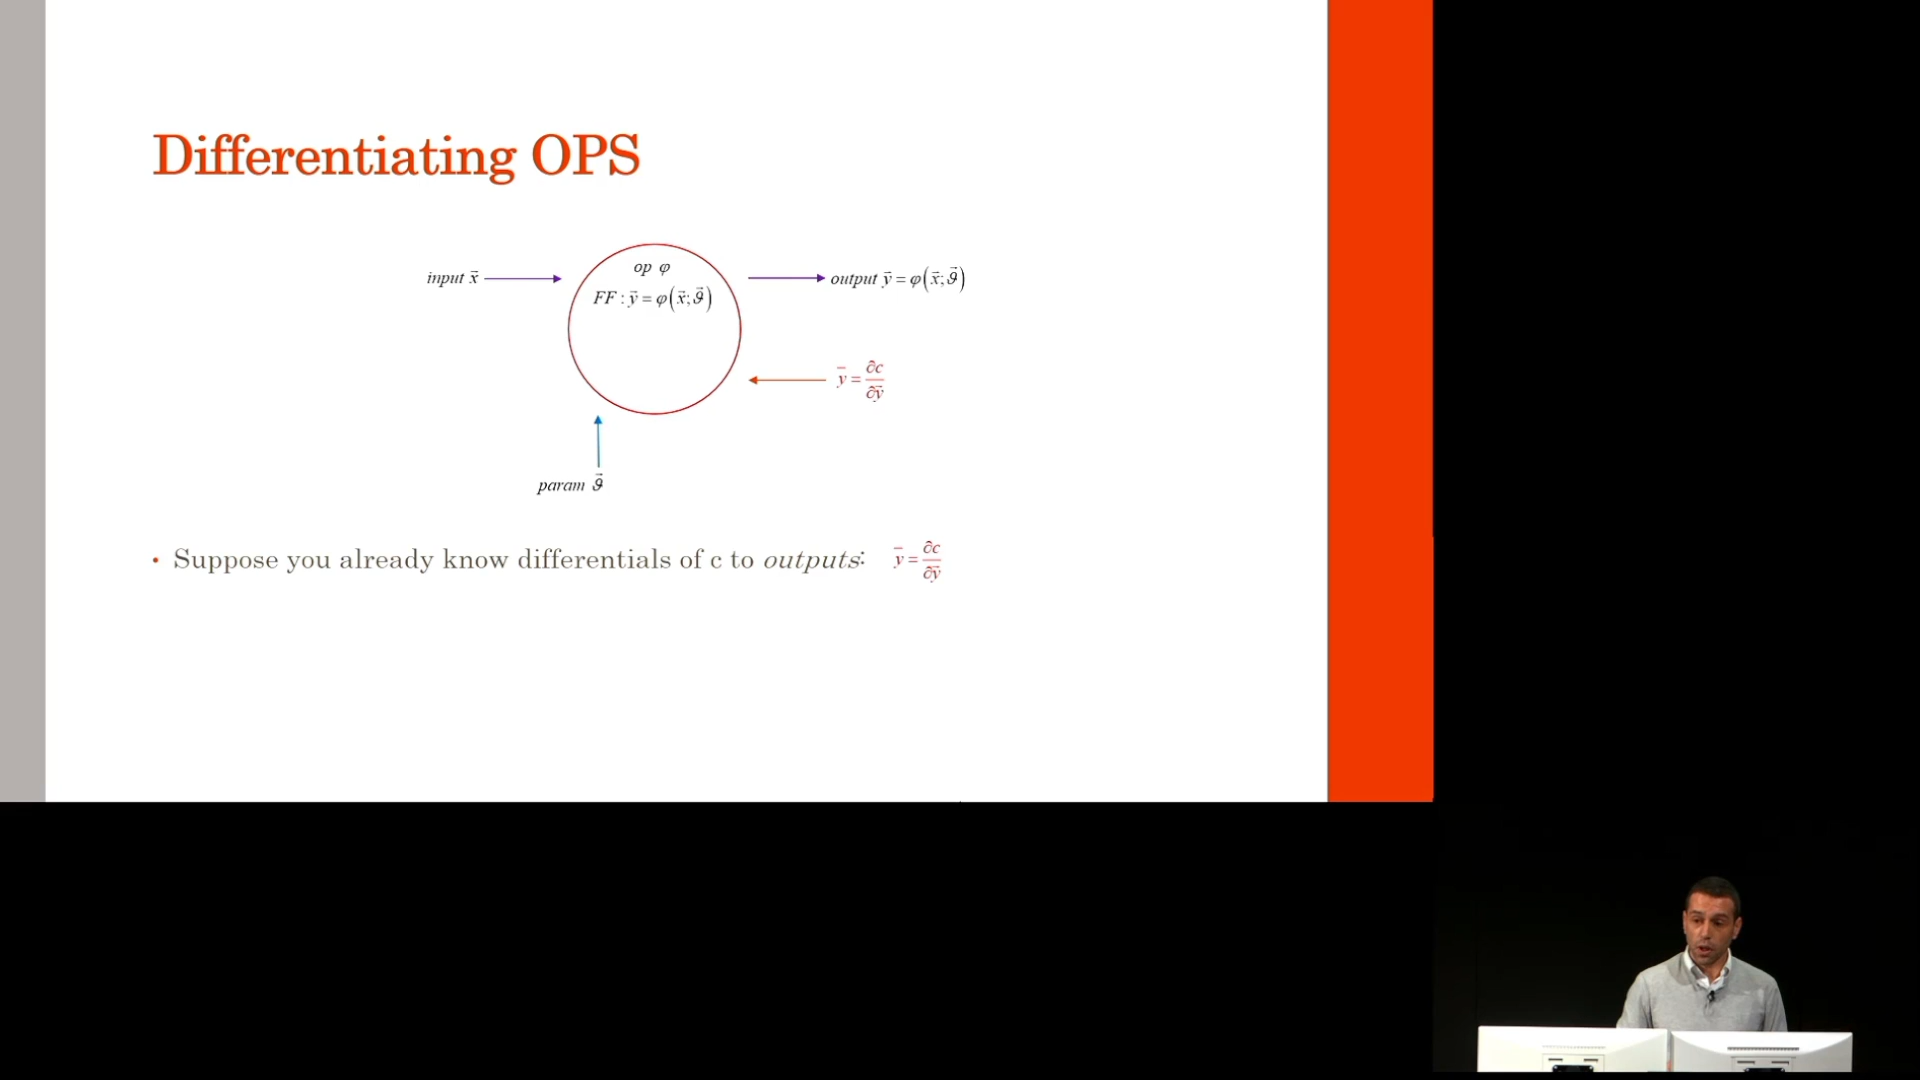 Differentiating OPS
op φ
input x⃗
FF : y⃗ = φ(x⃗; ϑ⃗)
output y⃗ = φ(x⃗; ϑ⃗)
y̅ = ∂c/∂y⃗
param ϑ⃗
• Suppose you already know differentials of c to outputs: y̅ = ∂c/∂y⃗